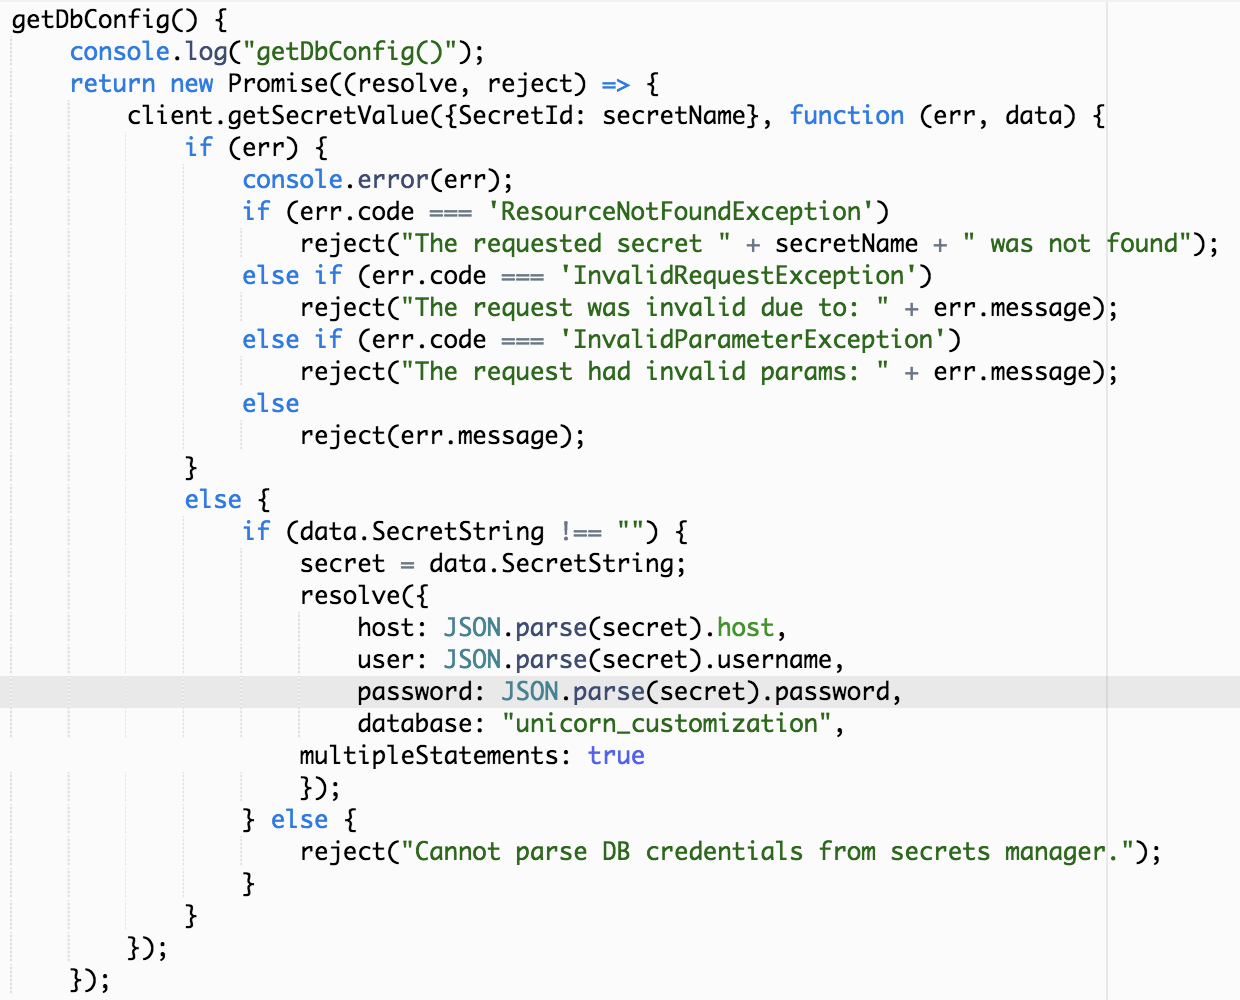 getDbConfig() {
    console.log("getDbConfig()");
    return new Promise((resolve, reject) => {
        client.getSecretValue({SecretId: secretName}, function (err, data) {
            if (err) {
                console.error(err);
                if (err.code === 'ResourceNotFoundException')
                    reject("The requested secret " + secretName + " was not found");
                else if (err.code === 'InvalidRequestException')
                    reject("The request was invalid due to: " + err.message);
                else if (err.code === 'InvalidParameterException')
                    reject("The request had invalid params: " + err.message);
                else
                    reject(err.message);
            }
            else {
                if (data.SecretString !== "") {
                    secret = data.SecretString;
                    resolve({
                        host: JSON.parse(secret).host,
                        user: JSON.parse(secret).username,
                        password: JSON.parse(secret).password,
                        database: "unicorn_customization",
                    multipleStatements: true
                    });
                } else {
                    reject("Cannot parse DB credentials from secrets manager.");
                }
            }
        });
    });